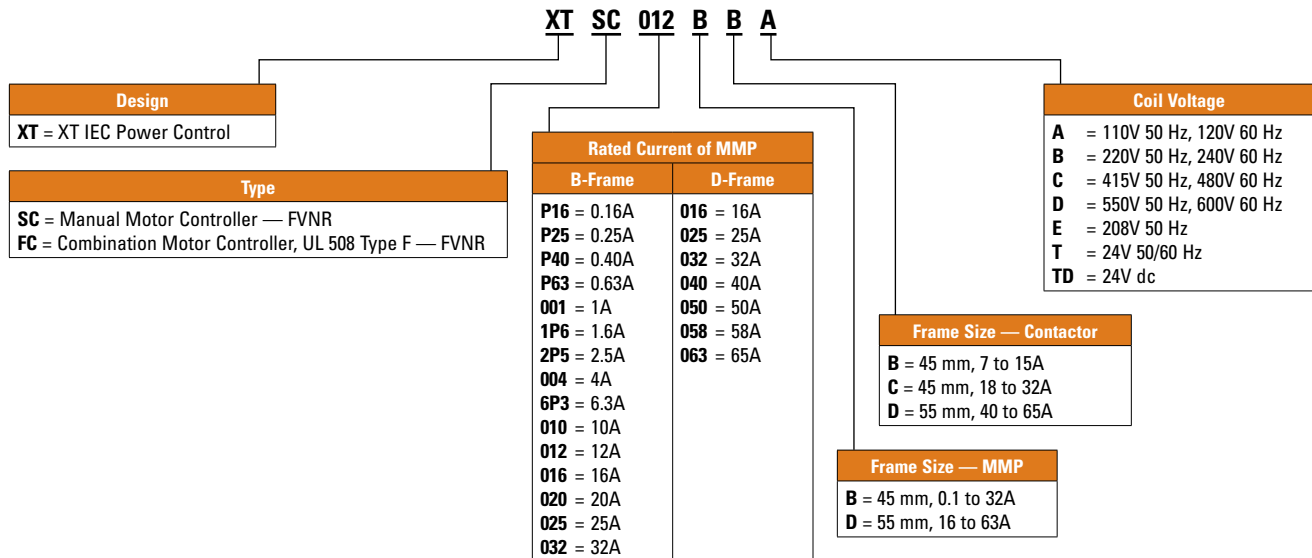 XT SC 012 B B A
Design
XT = XT IEC Power Control
Type
SC = Manual Motor Controller — FVNR
FC = Combination Motor Controller, UL 508 Type F — FVNR
Rated Current of MMP
B-Frame
P16 = 0.16A
P25 = 0.25A
P40 = 0.40A
P63 = 0.63A
001 = 1A
1P6 = 1.6A
2P5 = 2.5A
004 = 4A
6P3 = 6.3A
010 = 10A
012 = 12A
016 = 16A
020 = 20A
025 = 25A
032 = 32A
D-Frame
016 = 16A
025 = 25A
032 = 32A
040 = 40A
050 = 50A
058 = 58A
063 = 65A
Frame Size — MMP
B = 45 mm, 0.1 to 32A
D = 55 mm, 16 to 63A
Frame Size — Contactor
B = 45 mm, 7 to 15A
C = 45 mm, 18 to 32A
D = 55 mm, 40 to 65A
Coil Voltage
A = 110V 50 Hz, 120V 60 Hz
B = 220V 50 Hz, 240V 60 Hz
C = 415V 50 Hz, 480V 60 Hz
D = 550V 50 Hz, 600V 60 Hz
E = 208V 50 Hz
T = 24V 50/60 Hz
TD = 24V dc